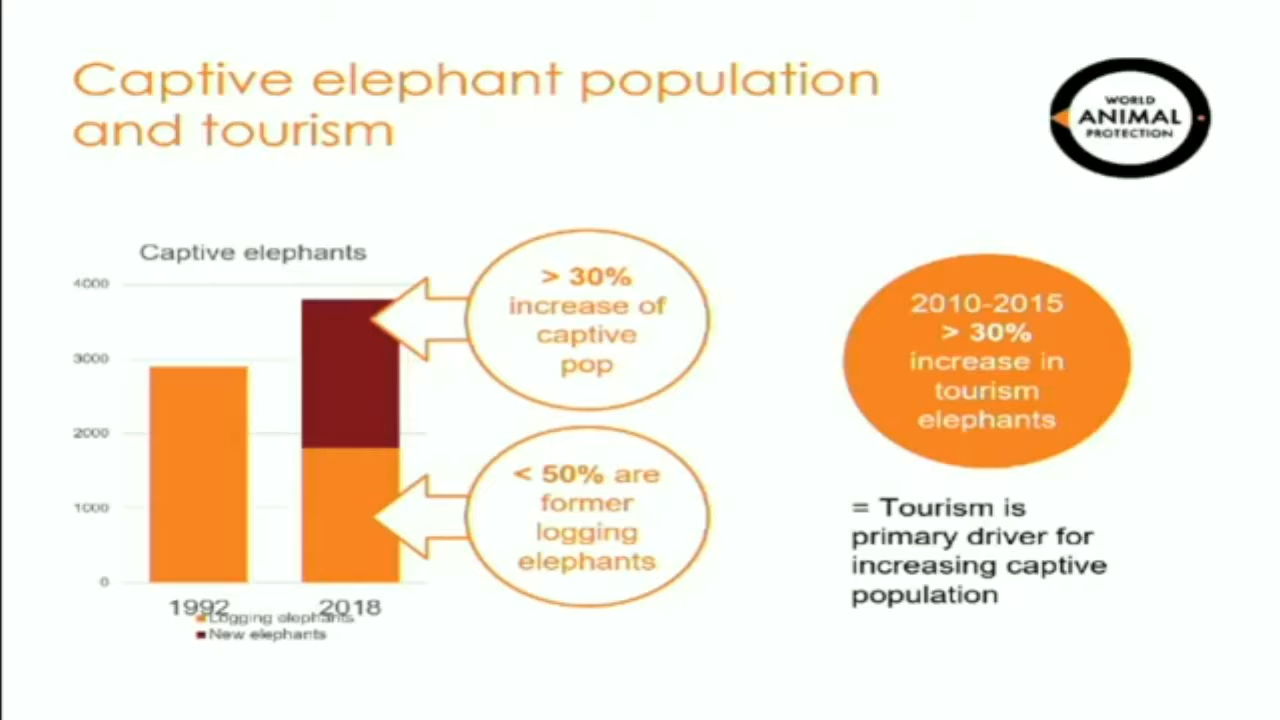 Captive elephant population
and tourism
WORLD
ANIMAL
PROTECTION
Captive elephants
4000
3000
2000
1000
0
1992
2018
Logging elephants
New elephants
> 30%
increase of
captive
pop
< 50% are
former
logging
elephants
2010-2015
> 30%
increase in
tourism
elephants
= Tourism is
primary driver for
increasing captive
population